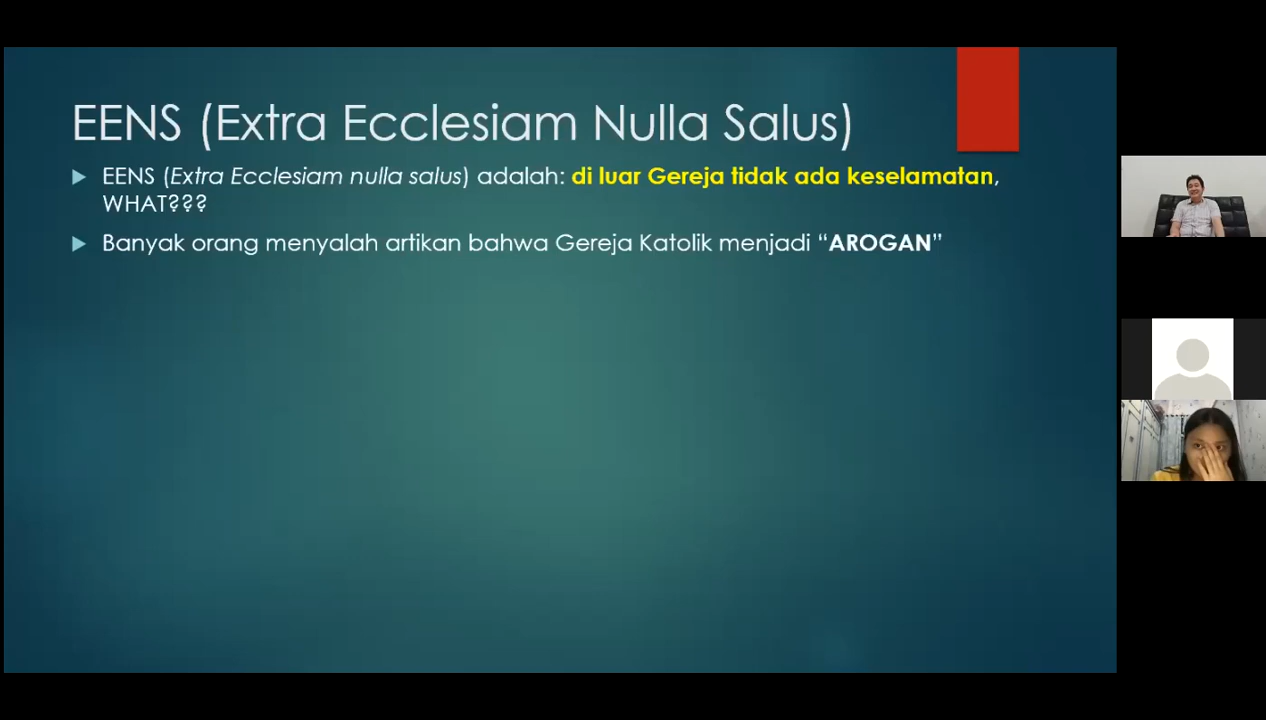 EENS (Extra Ecclesiam Nulla Salus)
EENS (Extra Ecclesiam nulla salus) adalah: di luar Gereja tidak ada keselamatan,
WHAT???
Banyak orang menyalah artikan bahwa Gereja Katolik menjadi “AROGAN”